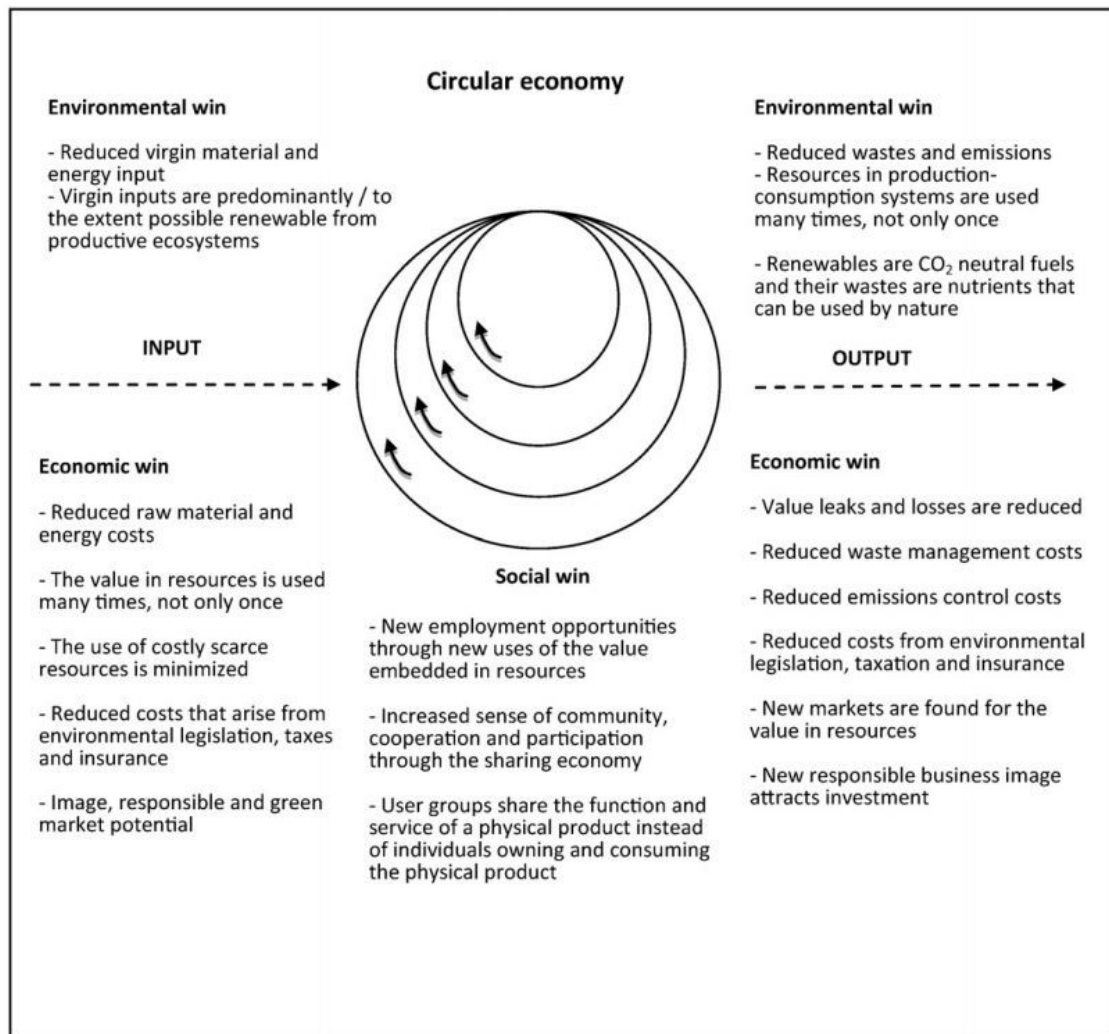 Circular economy
Environmental win
- Reduced virgin material and
energy input
- Virgin inputs are predominantly / to
the extent possible renewable from
productive ecosystems
INPUT
Economic win
- Reduced raw material and
energy costs
- The value in resources is used
many times, not only once
- The use of costly scarce
resources is minimized
- Reduced costs that arise from
environmental legislation, taxes
and insurance
- Image, responsible and green
market potential
Social win
- New employment opportunities
through new uses of the value
embedded in resources
- Increased sense of community,
cooperation and participation
through the sharing economy
- User groups share the function and
service of a physical product instead
of individuals owning and consuming
the physical product
Environmental win
- Reduced wastes and emissions
- Resources in production-
consumption systems are used
many times, not only once
- Renewables are CO₂ neutral fuels
and their wastes are nutrients that
can be used by nature
OUTPUT
Economic win
- Value leaks and losses are reduced
- Reduced waste management costs
- Reduced emissions control costs
- Reduced costs from environmental
legislation, taxation and insurance
- New markets are found for the
value in resources
- New responsible business image
attracts investment